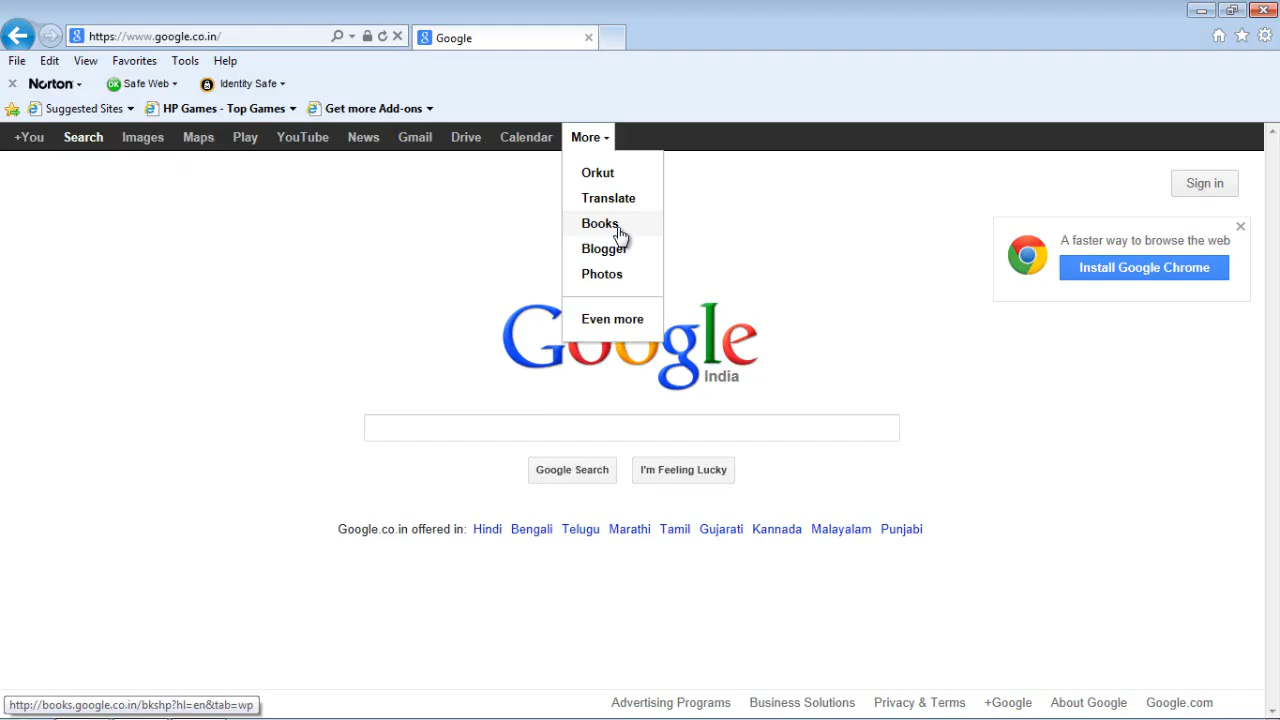 https://www.google.co.in/
Google
File Edit View Favorites Tools Help
Norton Safe Web Identity Safe
Suggested Sites HP Games - Top Games Get more Add-ons
+You Search Images Maps Play YouTube News Gmail Drive Calendar More
Orkut
Translate
Books
Blogger
Photos
Even more
Sign in
A faster way to browse the web
Install Google Chrome
Google
India
Google Search I'm Feeling Lucky
Google.co.in offered in: Hindi Bengali Telugu Marathi Tamil Gujarati Kannada Malayalam Punjabi
http://books.google.co.in/bkshp?hl=en&tab=wp
Advertising Programs Business Solutions Privacy & Terms +Google About Google Google.com